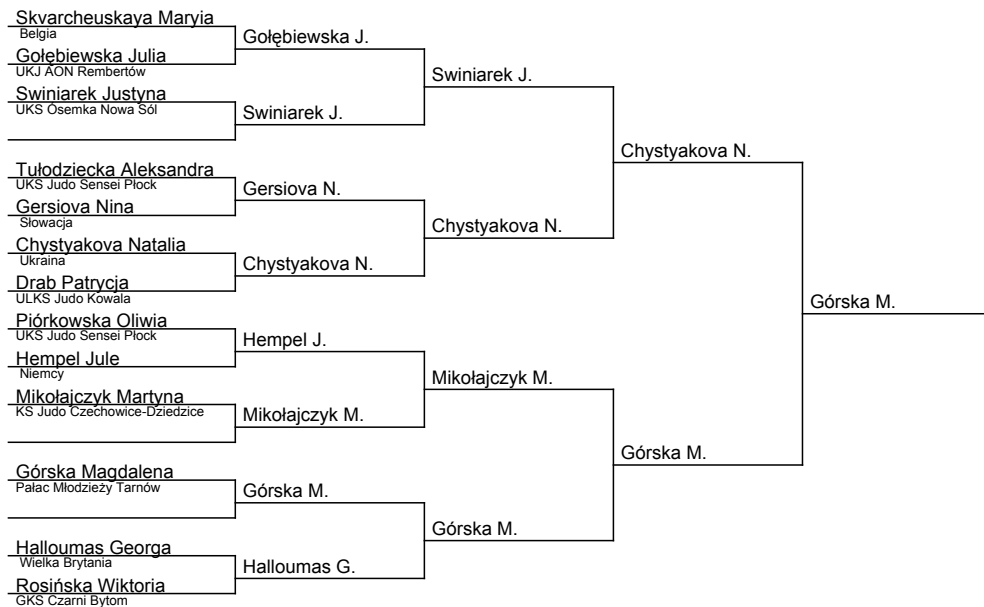 Skvarcheuskaya Maryia
Belgia
Gołębiewska Julia
UKJ AON Rembertów
Swiniarek Justyna
UKS Ósemka Nowa Sól
Tułodziecka Aleksandra
UKS Judo Sensei Płock
Gersiova Nina
Słowacja
Chystyakova Natalia
Ukraina
Drab Patrycja
ULKS Judo Kowala
Piórkowska Oliwia
UKS Judo Sensei Płock
Hempel Jule
Niemcy
Mikołajczyk Martyna
KS Judo Czechowice-Dziedzice
Górska Magdalena
Pałac Młodzieży Tarnów
Halloumas Georga
Wielka Brytania
Rosińska Wiktoria
GKS Czarni Bytom
Gołębiewska J.
Swiniarek J.
Gersiova N.
Chystyakova N.
Hempel J.
Mikołajczyk M.
Górska M.
Halloumas G.
Swiniarek J.
Chystyakova N.
Mikołajczyk M.
Górska M.
Chystyakova N.
Górska M.
Górska M.